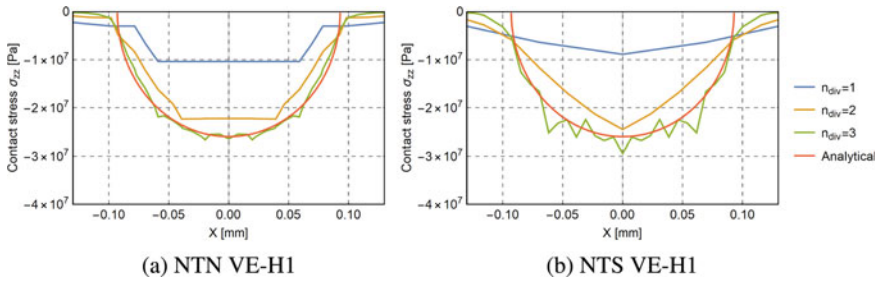 0
−1 × 10⁷
−2 × 10⁷
−3 × 10⁷
−4 × 10⁷
Contact stress σzz [Pa]
−0.10 −0.05 0.00 0.05 0.10
X [mm]
(a) NTN VE-H1
0
−1 × 10⁷
−2 × 10⁷
−3 × 10⁷
−4 × 10⁷
Contact stress σzz [Pa]
−0.10 −0.05 0.00 0.05 0.10
X [mm]
(b) NTS VE-H1
ndiv=1
ndiv=2
ndiv=3
Analytical